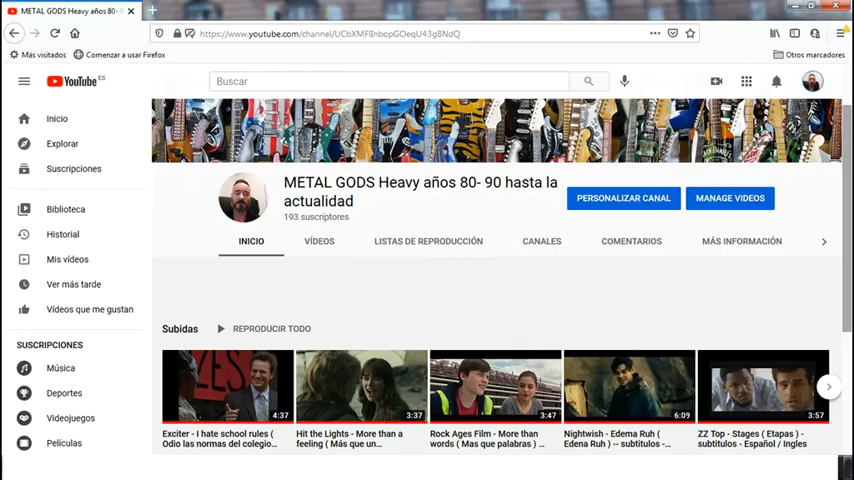 METAL GODS Heavy años 80- 9
https://www.youtube.com/channel/UCbXMFlInbopGOeqU43g8NdQ
Más visitados
Comenzar a usar Firefox
Otros marcadores
YouTube ES
Buscar
Inicio
Explorar
Suscripciones
Biblioteca
Historial
Mis vídeos
Ver más tarde
Vídeos que me gustan
SUSCRIPCIONES
Música
Deportes
Videojuegos
Películas
METAL GODS Heavy años 80- 90 hasta la
actualidad
193 suscriptores
PERSONALIZAR CANAL
MANAGE VIDEOS
INICIO
VÍDEOS
LISTAS DE REPRODUCCIÓN
CANALES
COMENTARIOS
MÁS INFORMACIÓN
Subidas
REPRODUCIR TODO
4:37
3:37
3:47
6:09
3:57
Exciter - I hate school rules (
Odio las normas del colegio...
Hit the Lights - More than a
feeling ( Más que un...
Rock Ages Film - More than
words ( Mas que palabras ) ...
Nightwish - Edema Ruh (
Edena Ruh ) -- subtitulos -...
ZZ Top - Stages ( Etapas ) -
subtitulos - Español / Ingles